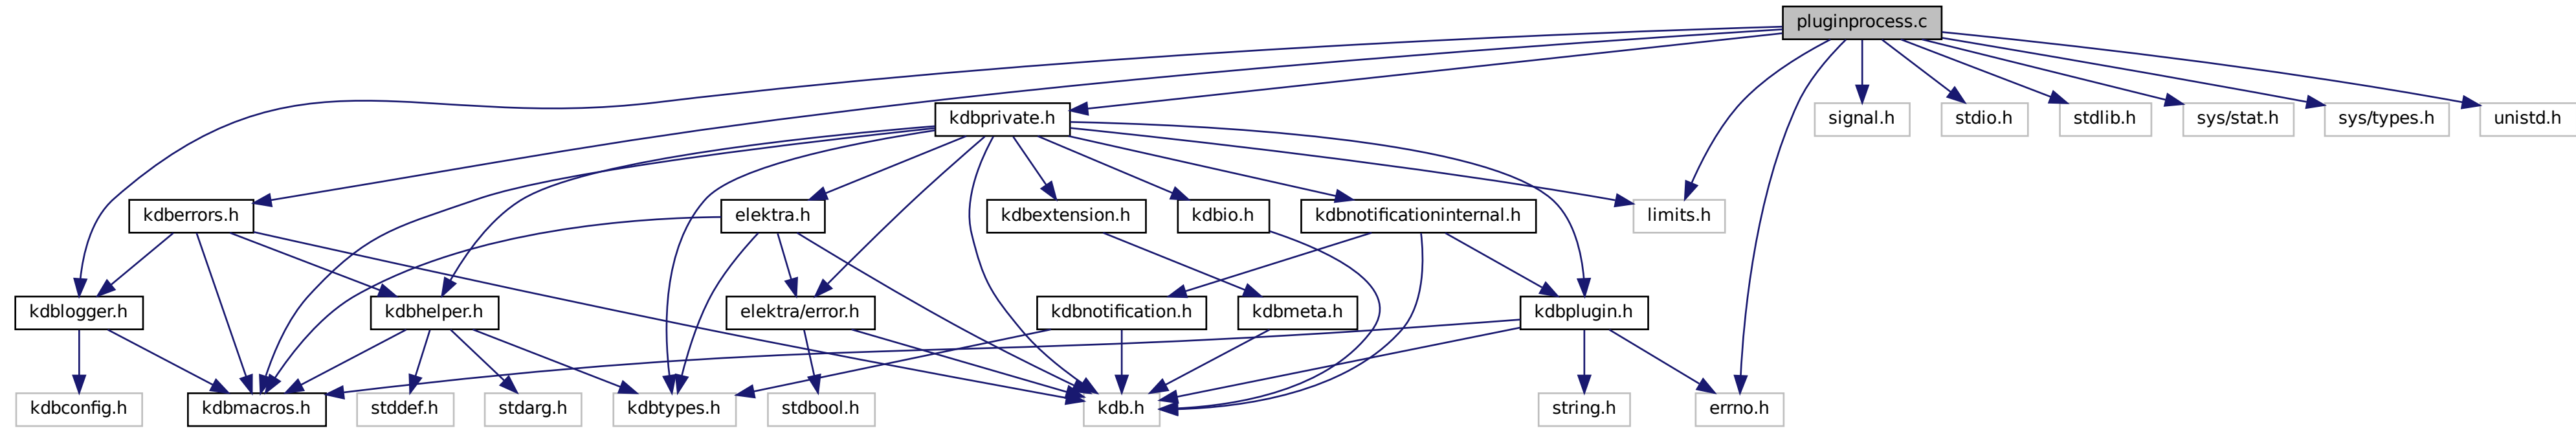 pluginprocess.c
kdbprivate.h
signal.h
stdio.h
stdlib.h
sys/stat.h
sys/types.h
unistd.h
kdberrors.h
elektra.h
kdbextension.h
kdbio.h
kdbnotificationinternal.h
limits.h
kdblogger.h
kdbhelper.h
elektra/error.h
kdbnotification.h
kdbmeta.h
kdbplugin.h
kdbconfig.h
kdbmacros.h
stddef.h
stdarg.h
kdbtypes.h
stdbool.h
kdb.h
string.h
errno.h